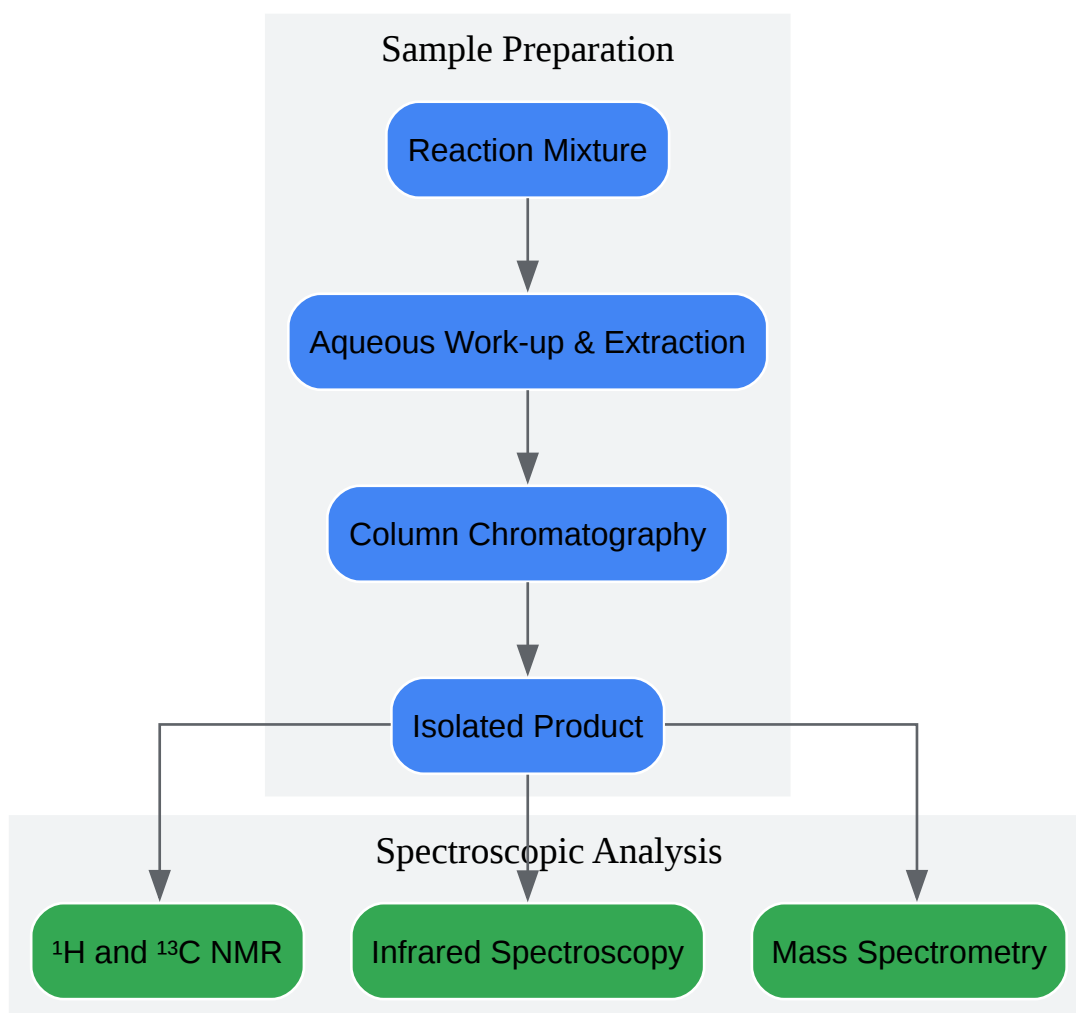 Sample Preparation
Reaction Mixture
Aqueous Work-up & Extraction
Column Chromatography
Isolated Product
Spectroscopic Analysis
¹H and ¹³C NMR
Infrared Spectroscopy
Mass Spectrometry